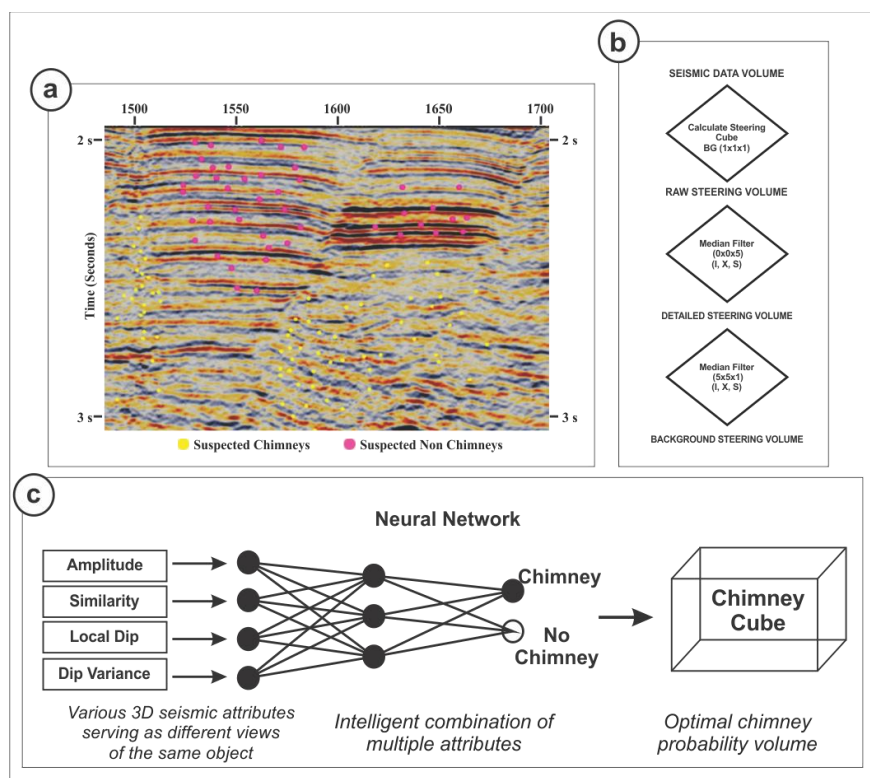 a
1500 1550 1600 1650 1700
2 s 2 s
Time (Seconds)
3 s 3 s
Suspected Chimneys Suspected Non Chimneys
b
SEISMIC DATA VOLUME
Calculate Steering
Cube
BG (1x1x1)
RAW STEERING VOLUME
Median Filter
(0x0x5)
(I, X, S)
DETAILED STEERING VOLUME
Median Filter
(5x5x1)
(I, X, S)
BACKGROUND STEERING VOLUME
c
Neural Network
Amplitude
Similarity
Local Dip
Dip Variance
Chimney
No
Chimney
Chimney
Cube
Various 3D seismic attributes
serving as different views
of the same object
Intelligent combination of
multiple attributes
Optimal chimney
probability volume